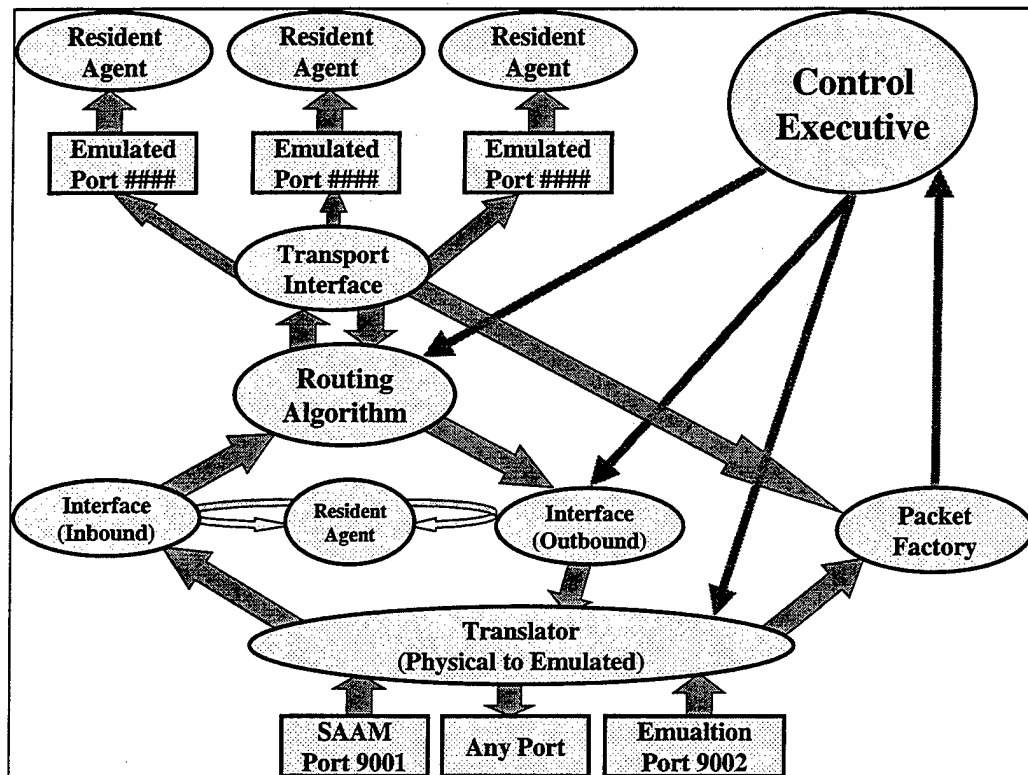 Resident
Agent
Resident
Agent
Resident
Agent
Control
Executive
Emulated
Port ####
Emulated
Port ####
Emulated
Port ####
Transport
Interface
Routing
Algorithm
Interface
(Inbound)
Resident
Agent
Interface
(Outbound)
Packet
Factory
Translator
(Physical to Emulated)
SAAM
Port 9001
Any Port
Emualtion
Port 9002